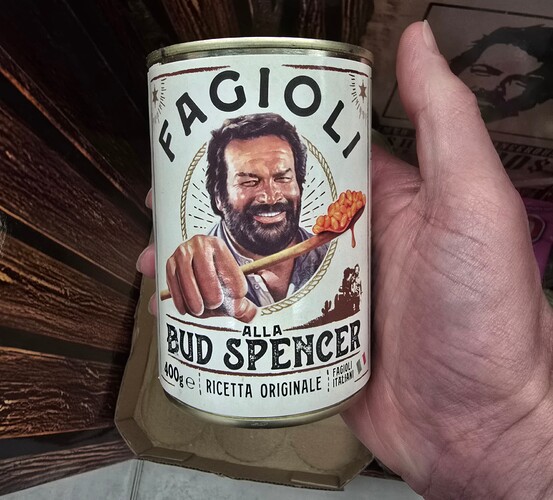 FAGIOLI
ALLA
BUD SPENCER
400g ℮
RICETTA ORIGINALE
FAGIOLI
ITALIANI